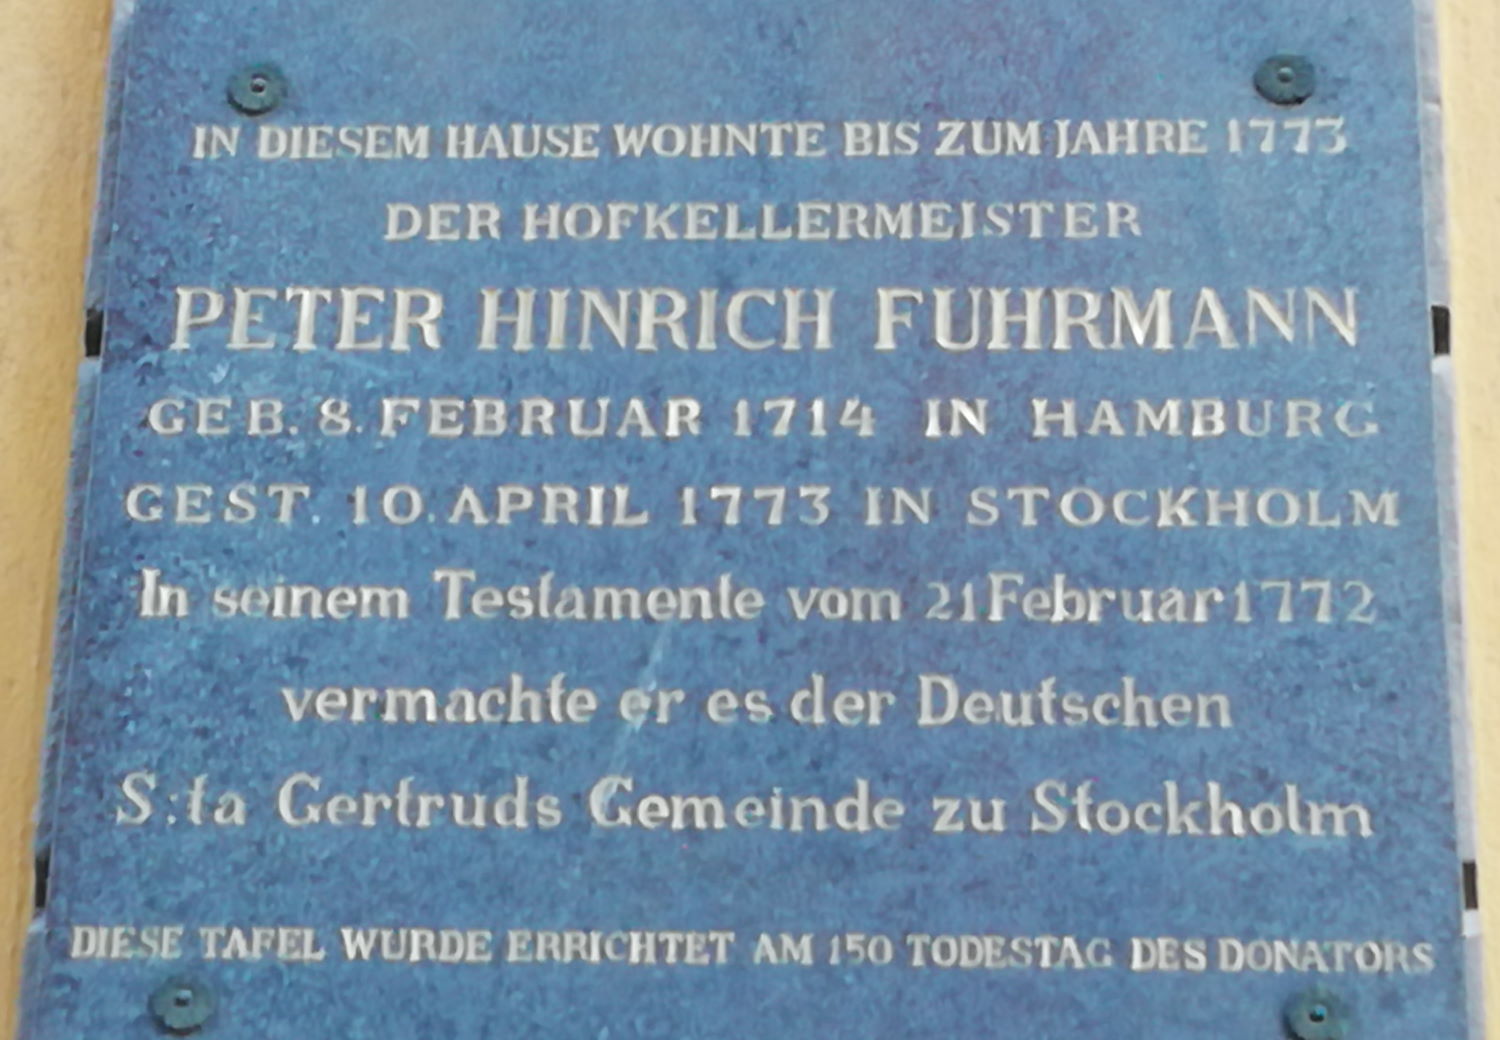 IN DIESEM HAUSE WOHNTE BIS ZUM JAHRE 1773
DER HOFKELLERMEISTER
PETER HINRICH FUHRMANN
GEB. 8. FEBRUAR 1714 IN HAMBURG
GEST. 10. APRIL 1773 IN STOCKHOLM
In seinem Testamente vom 21 Februar 1772
vermachte er es der Deutschen
S:ta Gertruds Gemeinde zu Stockholm
DIESE TAFEL WURDE ERRICHTET AM 150 TODESTAG DES DONATORS